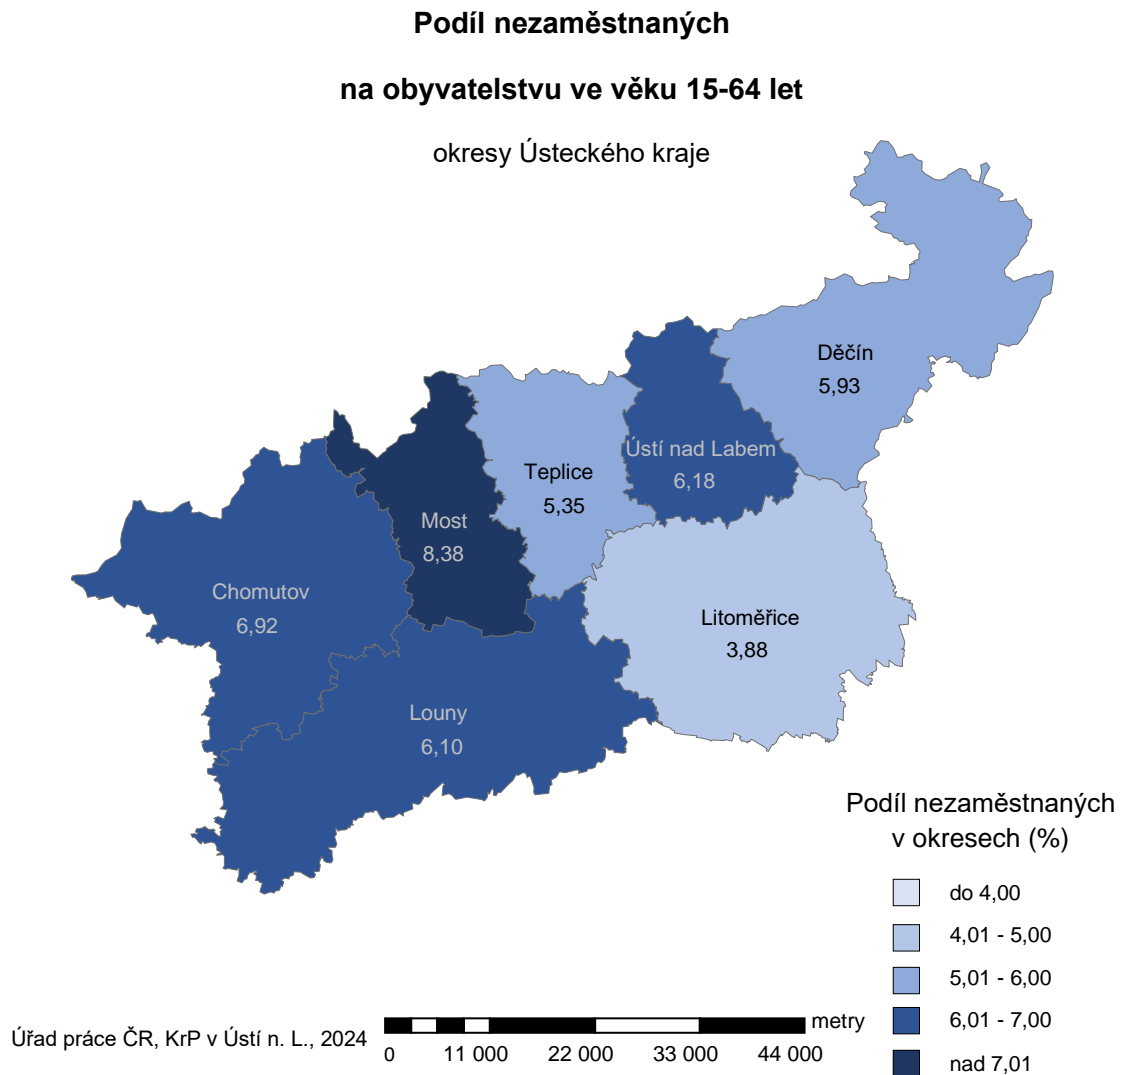 Podíl nezaměstnaných
na obyvatelstvu ve věku 15-64 let
okresy Ústeckého kraje
Děčín
5,93
Ústí nad Labem
6,18
Teplice
5,35
Most
8,38
Chomutov
6,92
Litoměřice
3,88
Louny
6,10
Podíl nezaměstnaných
v okresech (%)
do 4,00
4,01 - 5,00
5,01 - 6,00
6,01 - 7,00
nad 7,01
metry
0 11 000 22 000 33 000 44 000
Úřad práce ČR, KrP v Ústí n. L., 2024